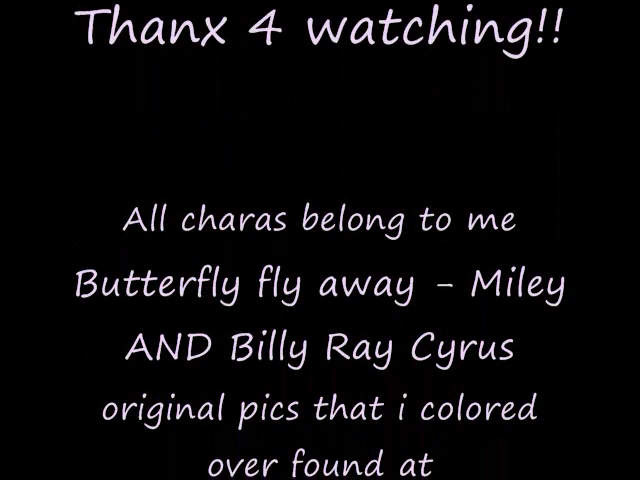 Thanx 4 watching!!
All charas belong to me
Butterfly fly away - Miley
AND Billy Ray Cyrus
original pics that i colored
over found at